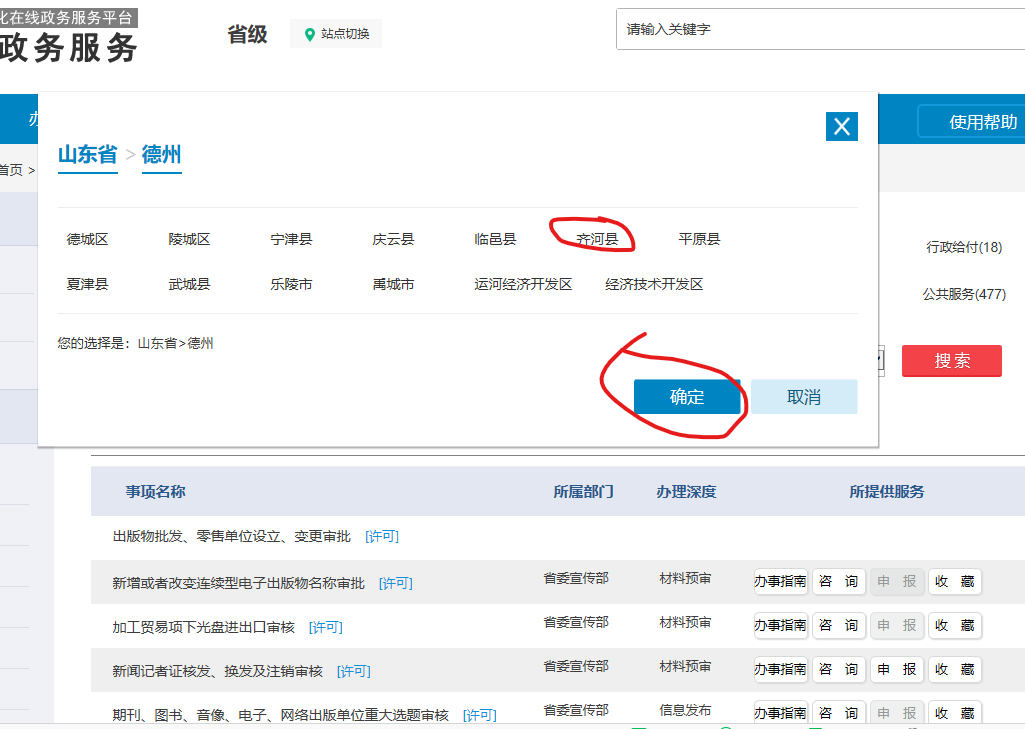 化在线政务服务平台
政务服务
省级
站点切换
请输入关键字
使用帮助
首页 >
X
山东省 > 德州
德城区 陵城区 宁津县 庆云县 临邑县 齐河县 平原县
夏津县 武城县 乐陵市 禹城市 运河经济开发区 经济技术开发区
您的选择是：山东省>德州
确定 取消
行政给付(18)
公共服务(477)
搜索
事项名称 所属部门 办理深度 所提供服务
出版物批发、零售单位设立、变更审批 [许可]
新增或者改变连续型电子出版物名称审批 [许可] 省委宣传部 材料预审 办事指南 咨 询 申 报 收 藏
加工贸易项下光盘进出口审核 [许可] 省委宣传部 材料预审 办事指南 咨 询 申 报 收 藏
新闻记者证核发、换发及注销审核 [许可] 省委宣传部 材料预审 办事指南 咨 询 申 报 收 藏
期刊、图书、音像、电子、网络出版单位重大选题审核 [许可] 省委宣传部 信息发布 办事指南 咨 询 申 报 收 藏